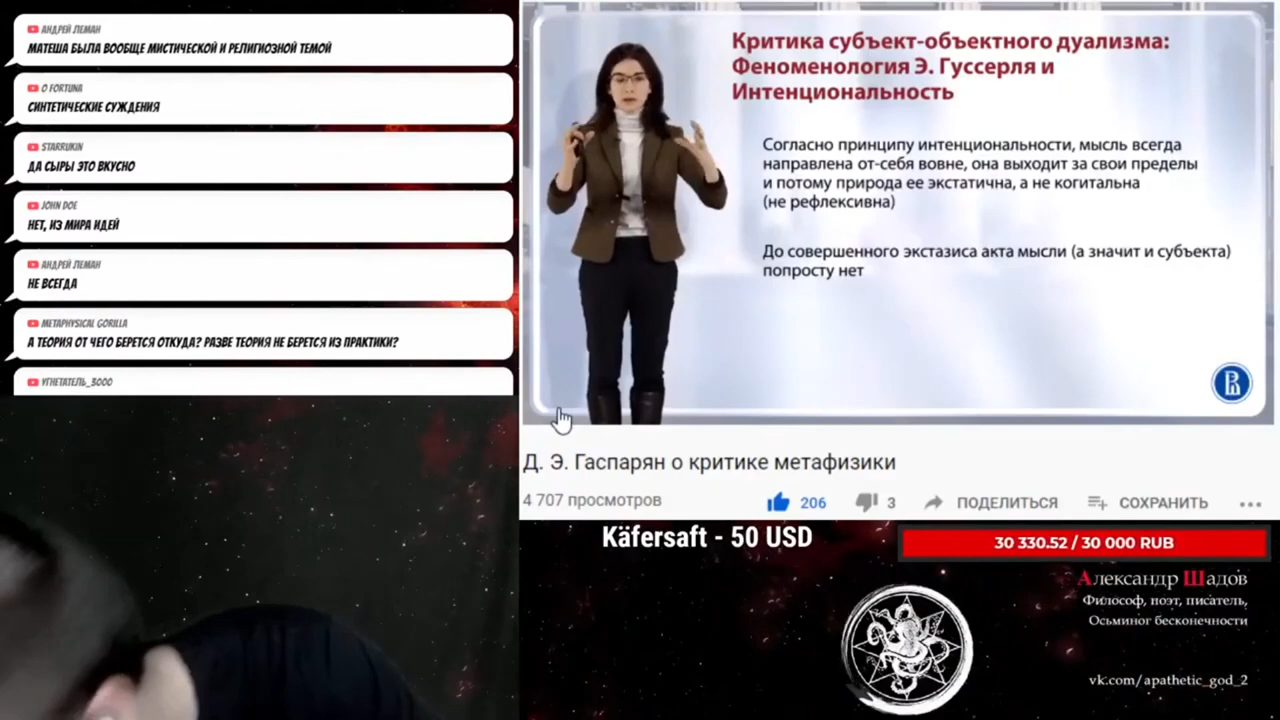 АНДРЕЙ ЛЕМАН
МАТЕША БЫЛА ВООБЩЕ МИСТИЧЕСКОЙ И РЕЛИГИОЗНОЙ ТЕМОЙ
O FORTUNA
СИНТЕТИЧЕСКИЕ СУЖДЕНИЯ
STARRUKIN
ДА СЫРЫ ЭТО ВКУСНО
JOHN DOE
НЕТ, ИЗ МИРА ИДЕЙ
АНДРЕЙ ЛЕМАН
НЕ ВСЕГДА
METAPHYSICAL GORILLA
А ТЕОРИЯ ОТ ЧЕГО БЕРЕТСЯ ОТКУДА? РАЗВЕ ТЕОРИЯ НЕ БЕРЕТСЯ ИЗ ПРАКТИКИ?
УГНЕТАТЕЛЬ_3000
Критика субъект-объектного дуализма:
Феноменология Э. Гуссерля и
Интенциональность
Согласно принципу интенциональности, мысль всегда
направлена от-себя вовне, она выходит за свои пределы
и потому природа ее экстатична, а не когитальна
(не рефлексивна)
До совершенного экстазиса акта мысли (а значит и субъекта)
попросту нет
Д. Э. Гаспарян о критике метафизики
4 707 просмотров
206
3
ПОДЕЛИТЬСЯ
СОХРАНИТЬ
Käfersaft - 50 USD
30 330.52 / 30 000 RUB
Александр Шадов
Философ, поэт, писатель,
Осьминог бесконечности
vk.com/apathetic_god_2